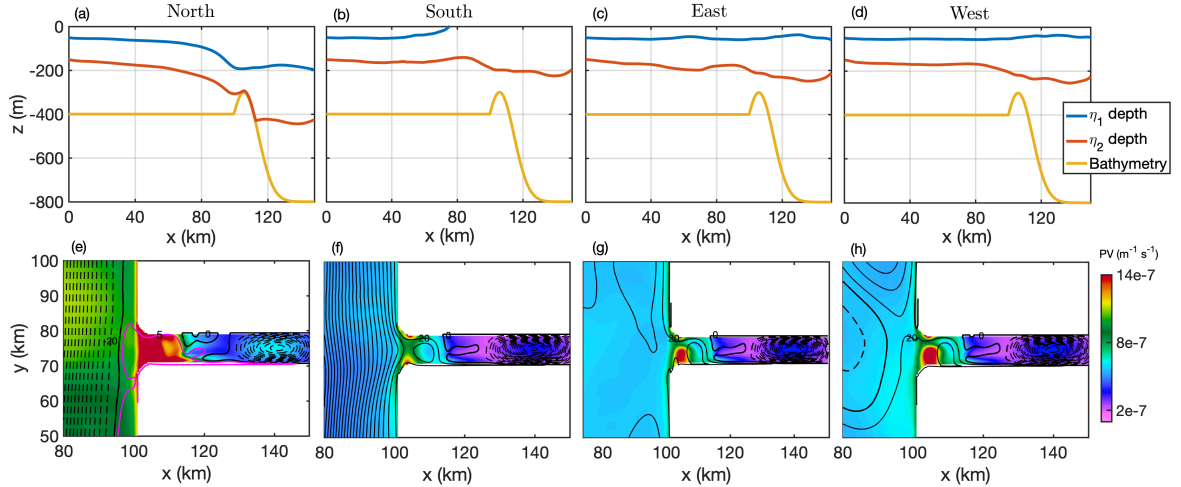 (a) North
(b) South
(c) East
(d) West
0
-200
-400
-600
-800
z (m)
0 40 80 120
0 40 80 120
0 40 80 120
0 40 80 120
x (km)
x (km)
x (km)
x (km)
η1 depth
η2 depth
Bathymetry
(e)
(f)
(g)
(h)
100
90
80
70
60
50
y (km)
-20 5 0
20 0
20 0
20 0
80 100 120 140
80 100 120 140
80 100 120 140
80 100 120 140
x (km)
x (km)
x (km)
x (km)
PV (m⁻¹ s⁻¹)
14e-7
8e-7
2e-7